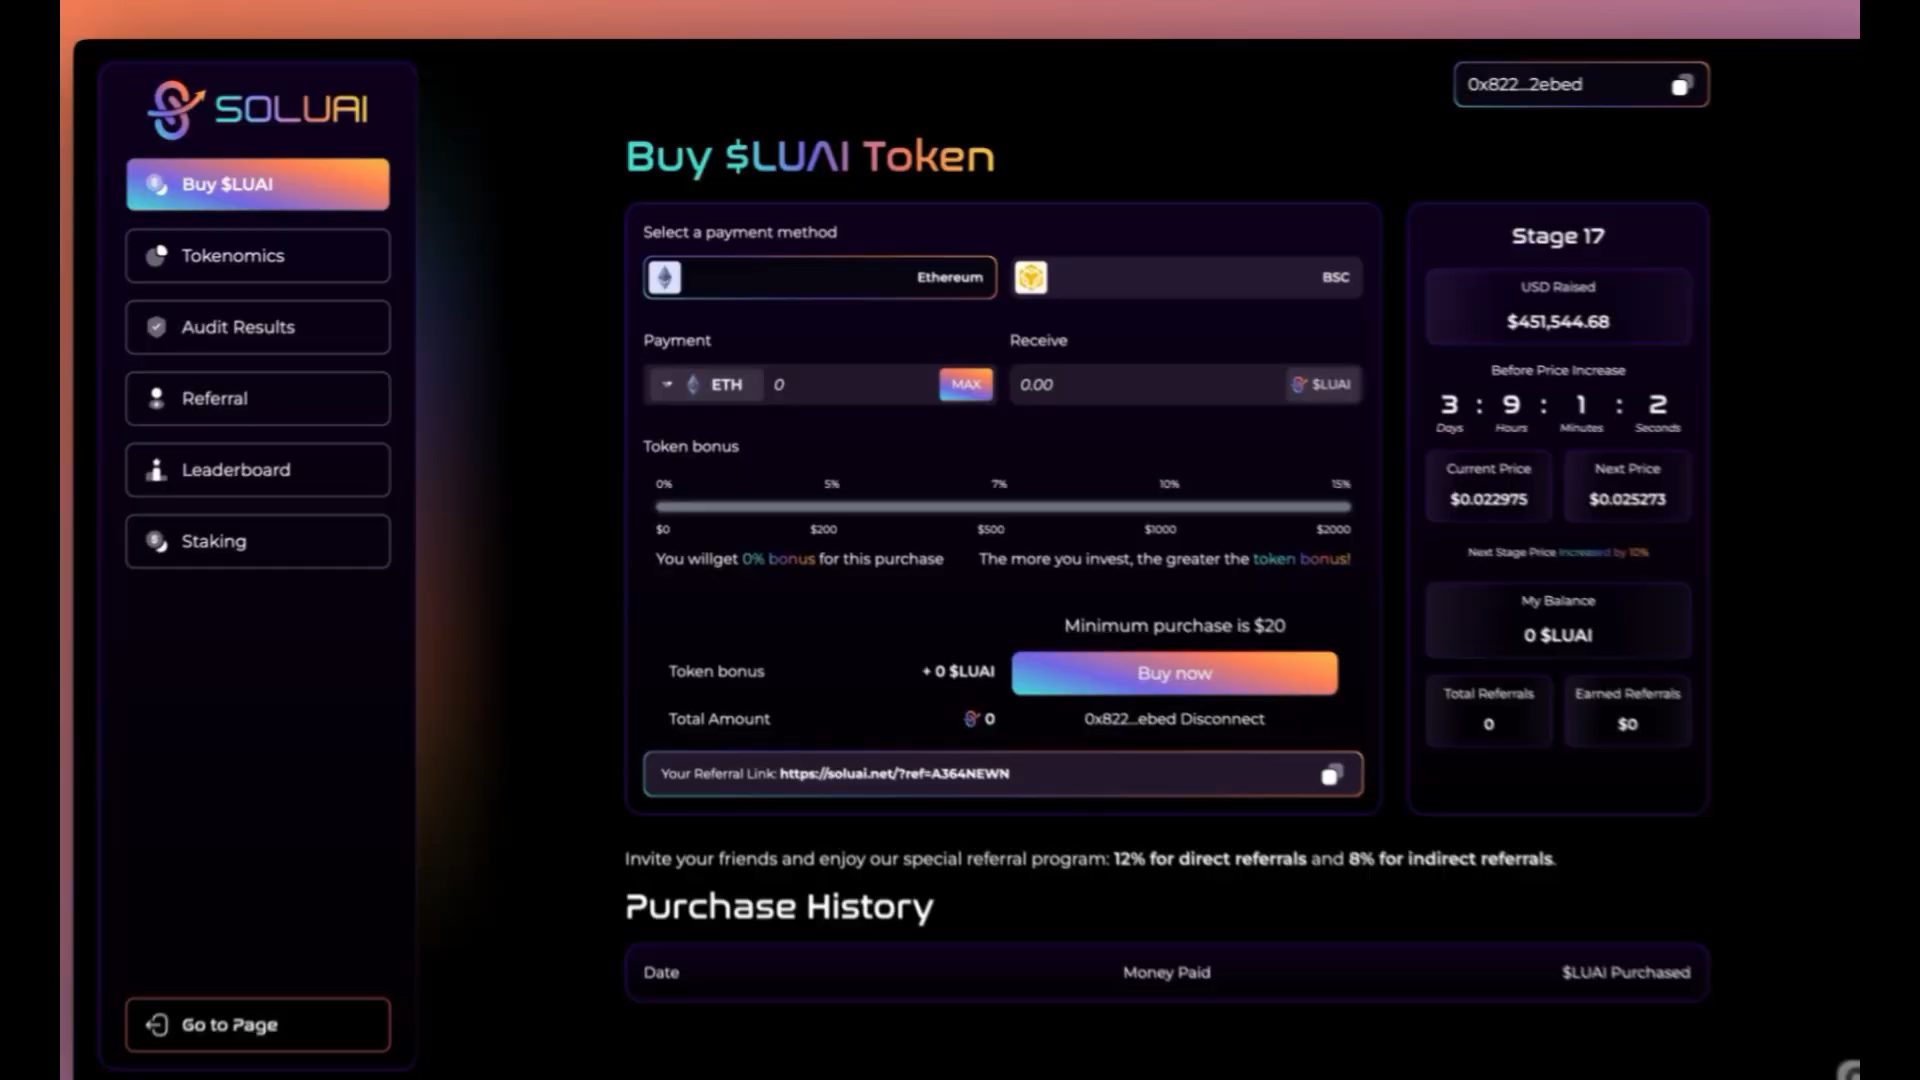 SOLUAI
Buy $LUAI
Tokenomics
Audit Results
Referral
Leaderboard
Staking
Go to Page
0x822...2ebed
Buy $LUAI Token
Select a payment method
Ethereum
BSC
Payment
Receive
ETH 0 MAX
0.00 $LUAI
Token bonus
0% 5% 7% 10% 15%
$0 $200 $500 $1000 $2000
You willget 0% bonus for this purchase
The more you invest, the greater the token bonus!
Minimum purchase is $20
Token bonus + 0 $LUAI
Buy now
Total Amount 0
0x822...ebed Disconnect
Your Referral Link: https://soluai.net/?ref=A364NEWN
Stage 17
USD Raised
$451,544.68
Before Price Increase
3 : 9 : 1 : 2
Days Hours Minutes Seconds
Current Price
$0.022975
Next Price
$0.025273
Next Stage Price Increased by 10%
My Balance
0 $LUAI
Total Referrals
0
Earned Referrals
$0
Invite your friends and enjoy our special referral program: 12% for direct referrals and 8% for indirect referrals.
Purchase History
Date Money Paid $LUAI Purchased